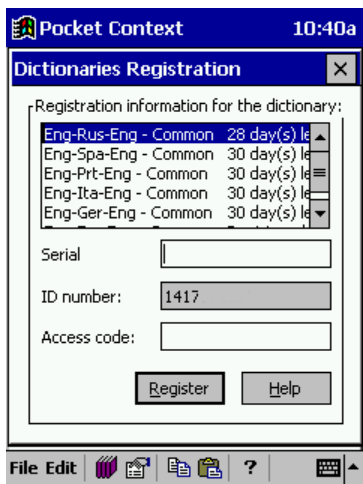 Pocket Context 10:40a
Dictionaries Registration
Registration information for the dictionary:
Eng-Rus-Eng - Common 28 day(s) le
Eng-Spa-Eng - Common 30 day(s) le
Eng-Prt-Eng - Common 30 day(s) le
Eng-Ita-Eng - Common 30 day(s) le
Eng-Ger-Eng - Common 30 day(s) le
Serial
ID number: 1417
Access code:
Register Help
File Edit ?